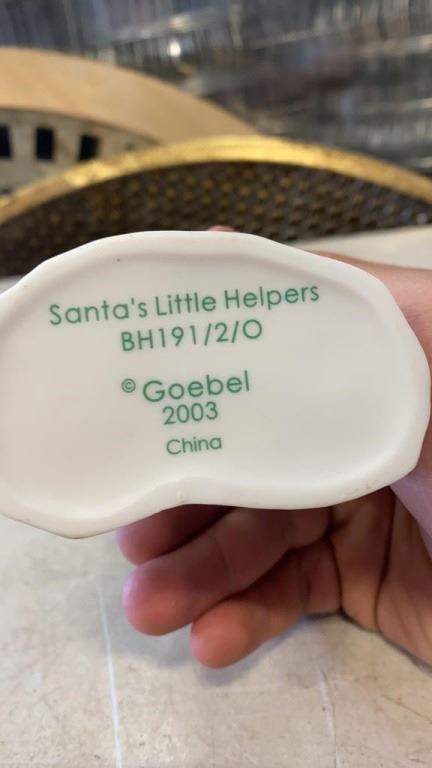 Santa's Little Helpers
BH191/2/O
© Goebel
2003
China